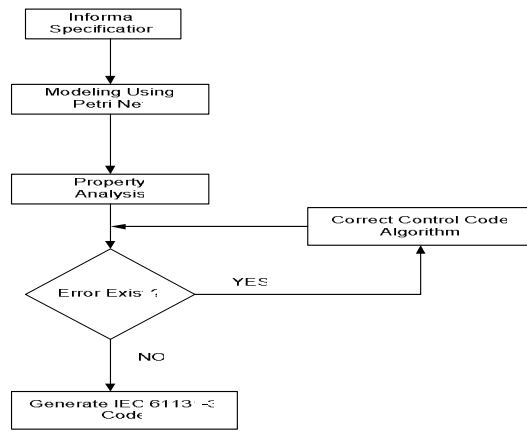 Informa
Specification
Modeling Using
Petri Ne
Property
Analysis
Correct Control Code
Algorithm
Error Exis ?
YES
NO
Generate IEC 6113 -3
Code